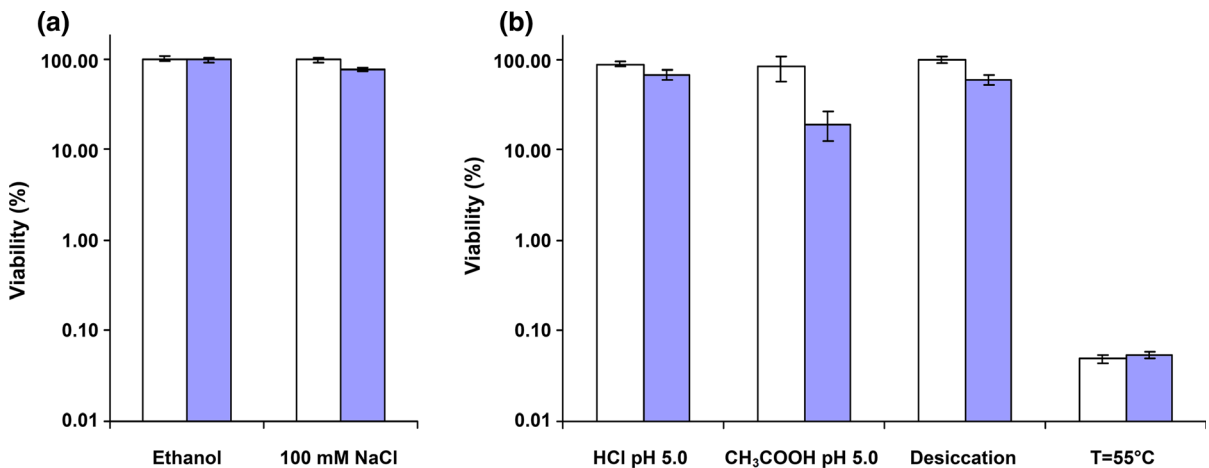 (a)
Viability (%)
100.00
10.00
1.00
0.10
0.01
Ethanol
100 mM NaCl
(b)
Viability (%)
100.00
10.00
1.00
0.10
0.01
HCl pH 5.0
CH₃COOH pH 5.0
Desiccation
T=55°C